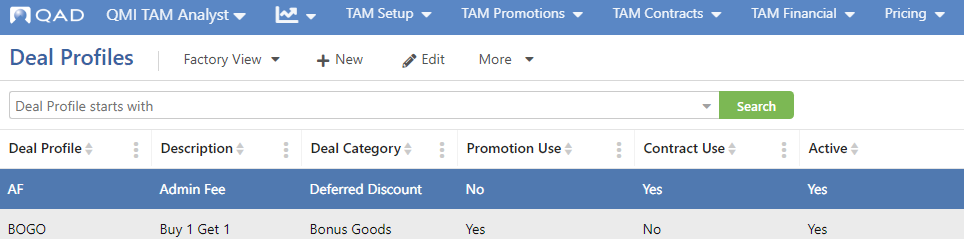 QAD QMI TAM Analyst TAM Setup TAM Promotions TAM Contracts TAM Financial Pricing
Deal Profiles Factory View New Edit More
Deal Profile starts with Search
Deal Profile Description Deal Category Promotion Use Contract Use Active
AF Admin Fee Deferred Discount No Yes Yes
BOGO Buy 1 Get 1 Bonus Goods Yes No Yes